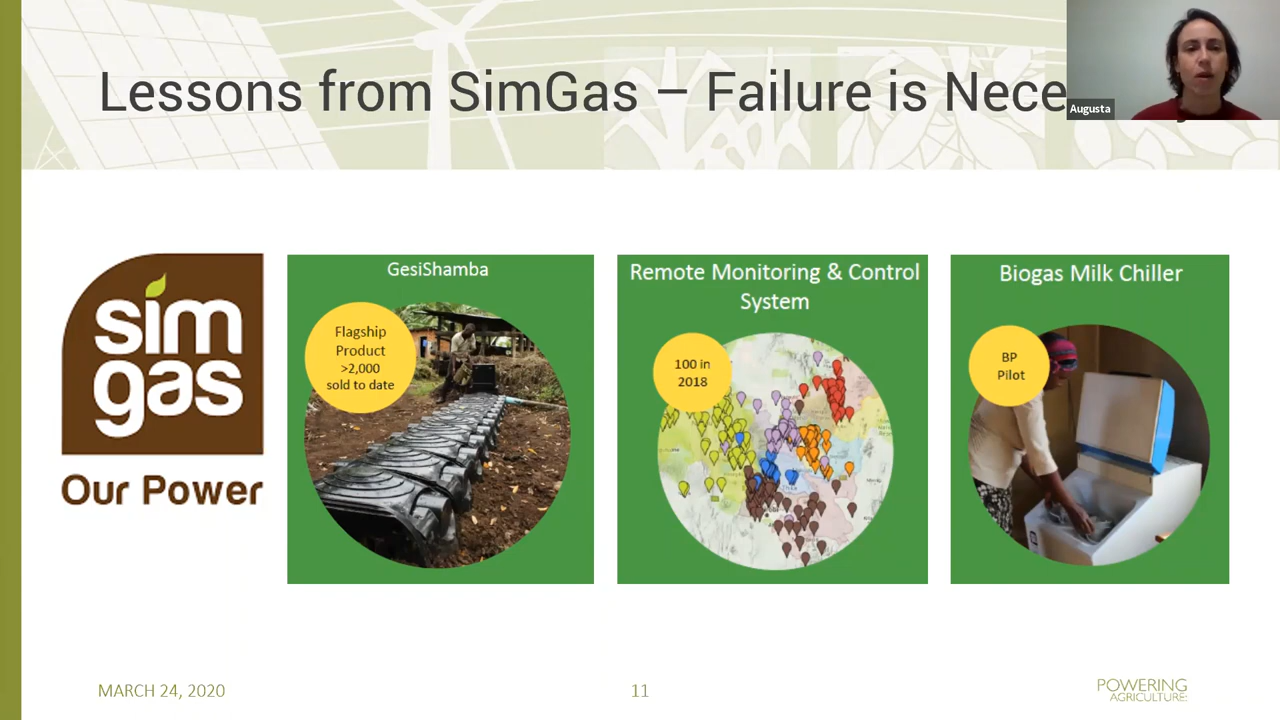 Lessons from SimGas – Failure is Nece
Augusta
sim
gas
Our Power
GesiShamba
Flagship
Product
>2,000
sold to date
Remote Monitoring & Control
System
100 in
2018
Biogas Milk Chiller
BP
Pilot
MARCH 24, 2020
11
POWERING
AGRICULTURE: